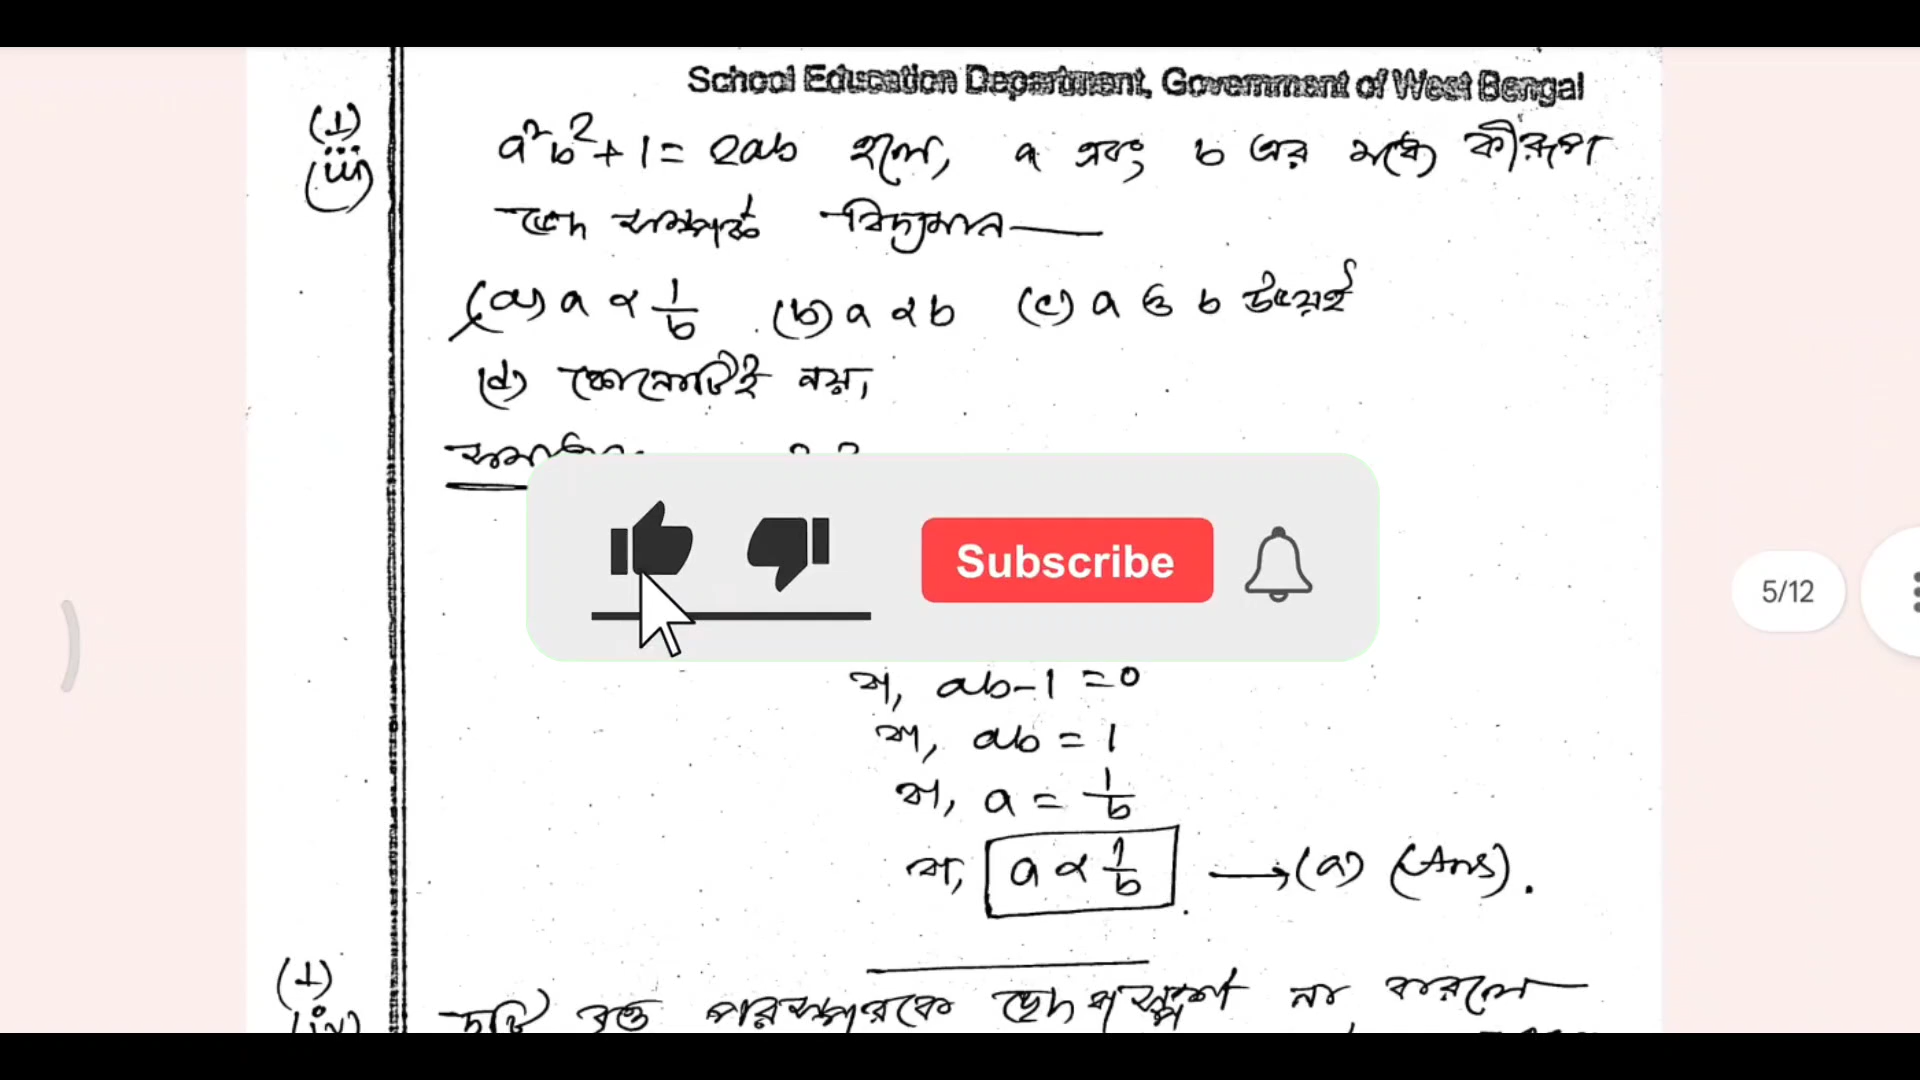 School Education Department, Government of West Bengal
(1)
(iii)
a²b²+1=2ab হলে, a এবং b এর মধ্যে কীরূপ
ভেদ সম্পর্ক বিদ্যমান—
(a) a ∝ 1/b (b) a ∝ b (c) a ও b উভয়ই
(d) কোনোটিই নয়,
Subscribe
5/12
বা, ab-1=0
বা, ab = 1
বা, a = 1/b
বা, a ∝ 1/b → (a) (Ans).
(1)
(iv)
দুটি বৃত্ত পরস্পরকে ছেদ বা স্পর্শ না করলে